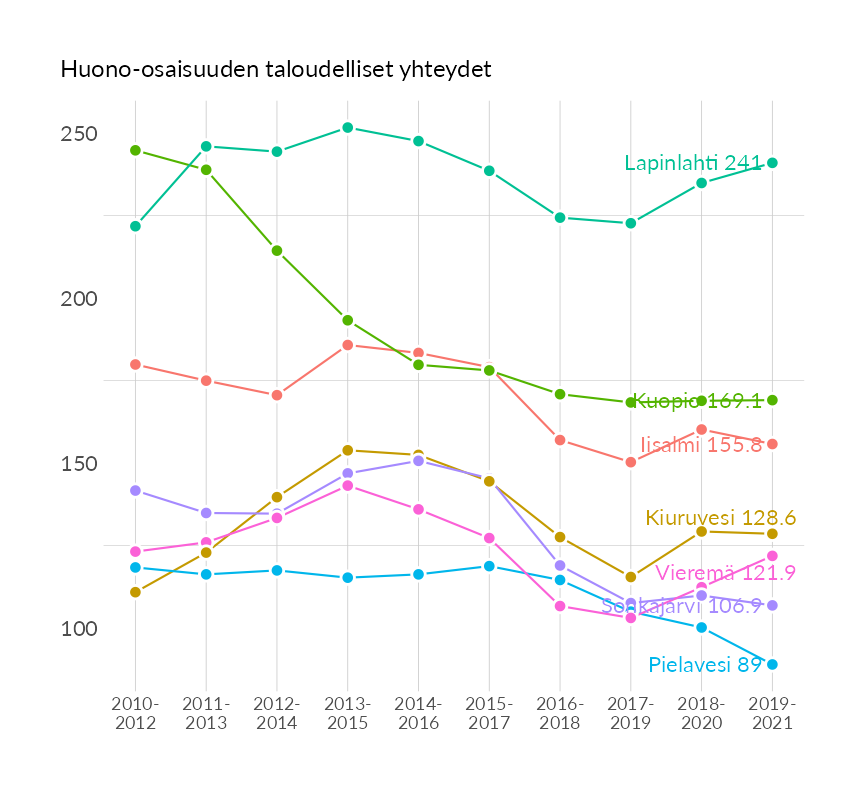 Huono-osaisuuden taloudelliset yhteydet
250
Lapinlahti 241
200
Kuopio 169.1
Iisalmi 155.8
150
Kiuruvesi 128.6
Vieremä 121.9
Sonkajärvi 106.9
100
Pielavesi 89
2010- 2011- 2012- 2013- 2014- 2015- 2016- 2017- 2018- 2019-
2012 2013 2014 2015 2016 2017 2018 2019 2020 2021